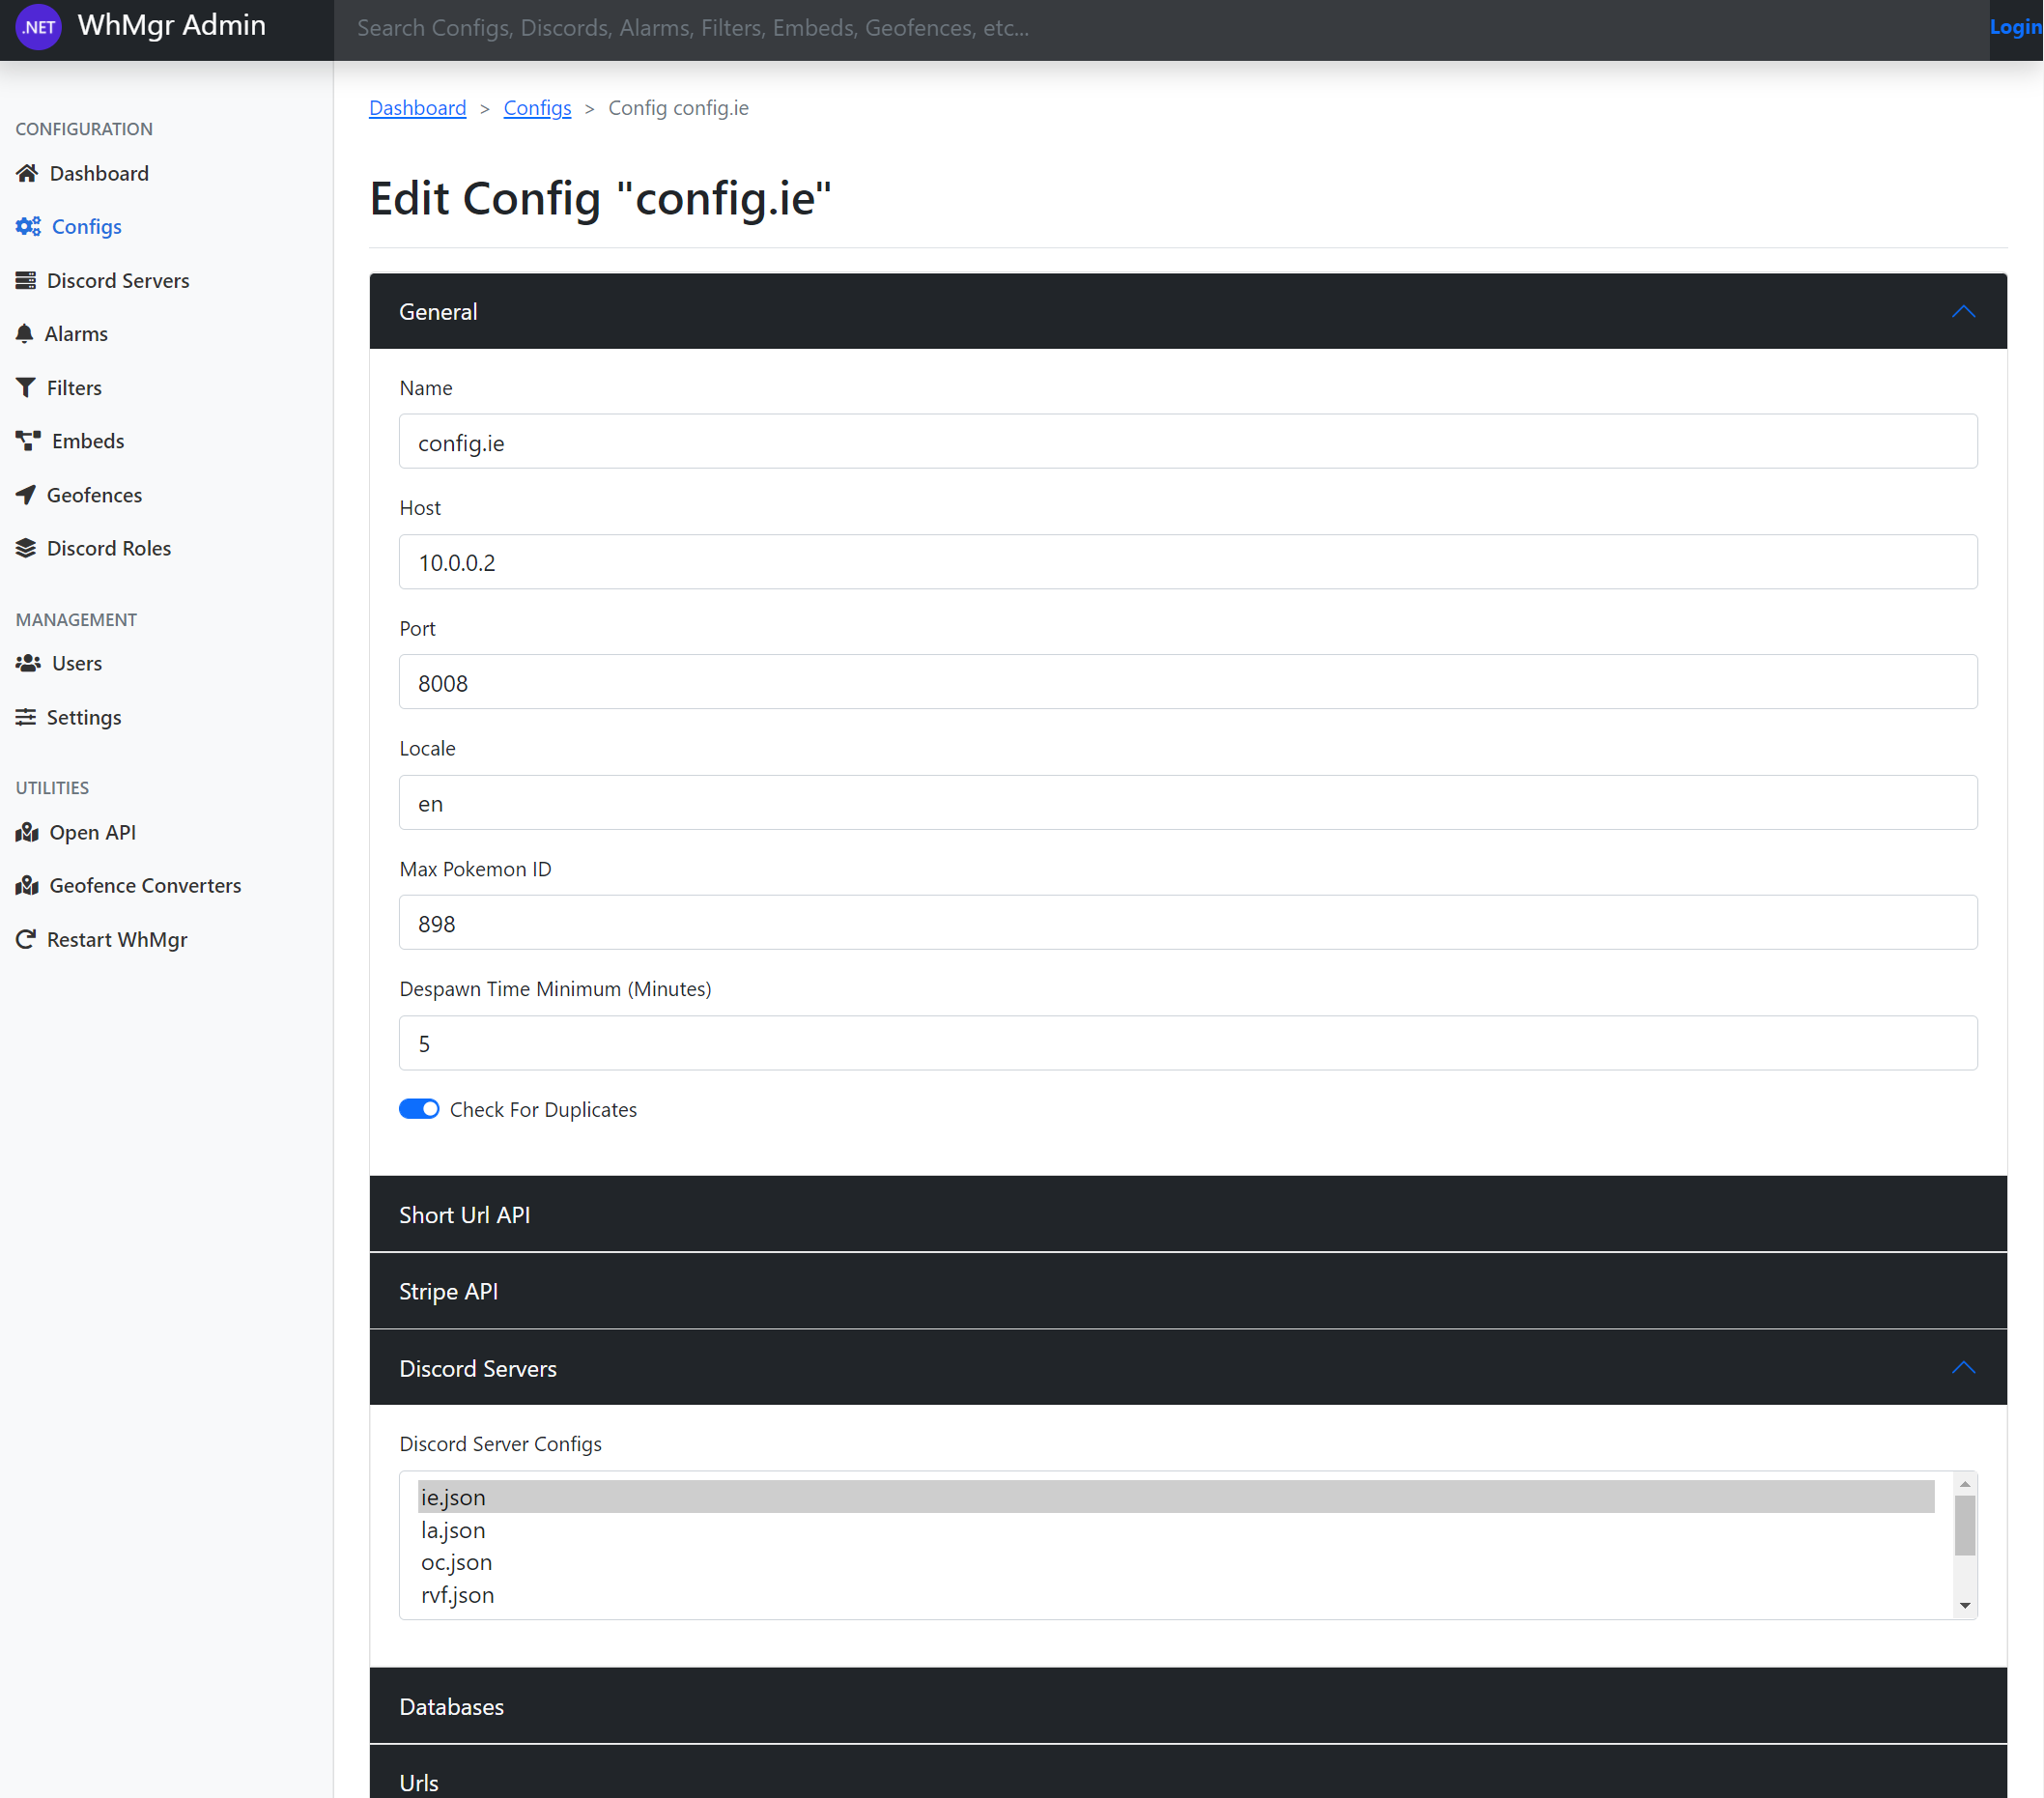 .NET WhMgr Admin
Search Configs, Discords, Alarms, Filters, Embeds, Geofences, etc...
Login
CONFIGURATION
Dashboard
Configs
Discord Servers
Alarms
Filters
Embeds
Geofences
Discord Roles
MANAGEMENT
Users
Settings
UTILITIES
Open API
Geofence Converters
Restart WhMgr
Dashboard > Configs > Config config.ie
Edit Config "config.ie"
General
Name
config.ie
Host
10.0.0.2
Port
8008
Locale
en
Max Pokemon ID
898
Despawn Time Minimum (Minutes)
5
Check For Duplicates
Short Url API
Stripe API
Discord Servers
Discord Server Configs
ie.json
la.json
oc.json
rvf.json
Databases
Urls